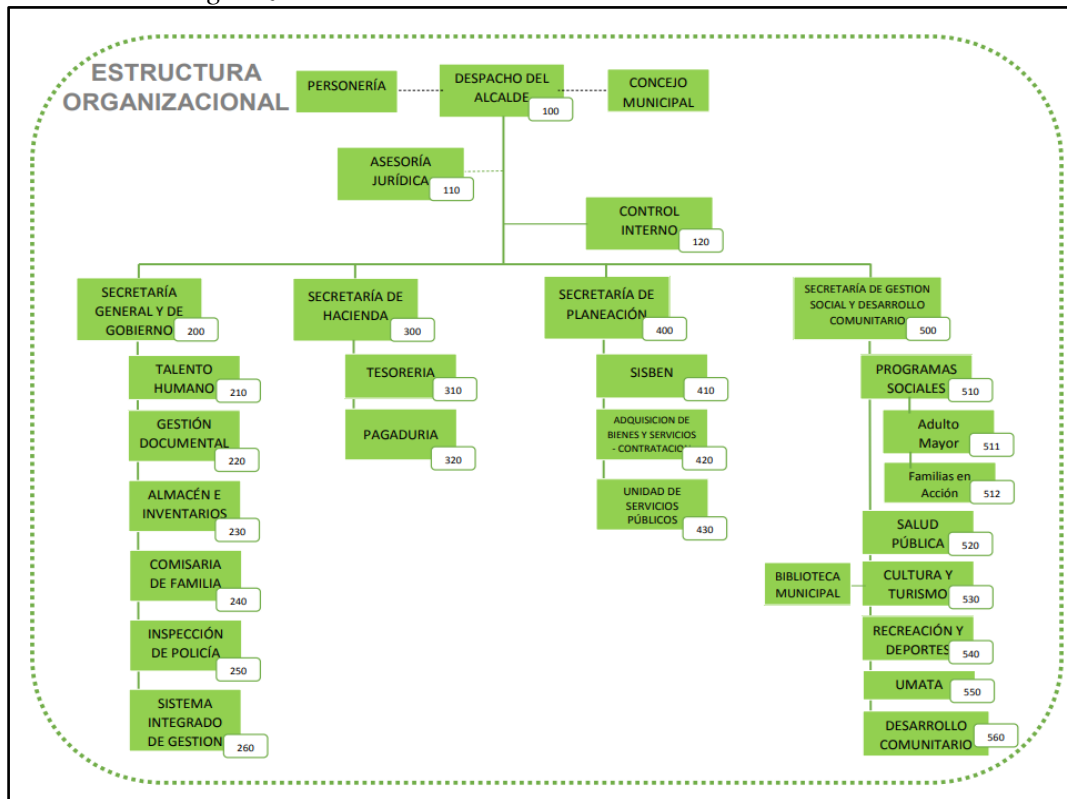 ESTRUCTURA
ORGANIZACIONAL
PERSONERÍA
DESPACHO DEL
ALCALDE
100
CONCEJO
MUNICIPAL
ASESORÍA
JURÍDICA
110
CONTROL
INTERNO
120
SECRETARÍA
GENERAL Y DE
GOBIERNO
200
TALENTO
HUMANO
210
GESTIÓN
DOCUMENTAL
220
ALMACÉN E
INVENTARIOS
230
COMISARIA
DE FAMILIA
240
INSPECCIÓN
DE POLICÍA
250
SISTEMA
INTEGRADO
DE GESTION
260
SECRETARÍA DE
HACIENDA
300
TESORERIA
310
PAGADURIA
320
SECRETARÍA DE
PLANEACIÓN
400
SISBEN
410
ADQUISICION DE
BIENES Y SERVICIOS
- CONTRATACION
420
UNIDAD DE
SERVICIOS
PÚBLICOS
430
SECRETARÍA DE GESTION
SOCIAL Y DESARROLLO
COMUNITARIO
500
PROGRAMAS
SOCIALES
510
Adulto
Mayor
511
Familias en
Acción
512
SALUD
PÚBLICA
520
BIBLIOTECA
MUNICIPAL
CULTURA Y
TURISMO
530
RECREACIÓN Y
DEPORTES
540
UMATA
550
DESARROLLO
COMUNITARIO
560